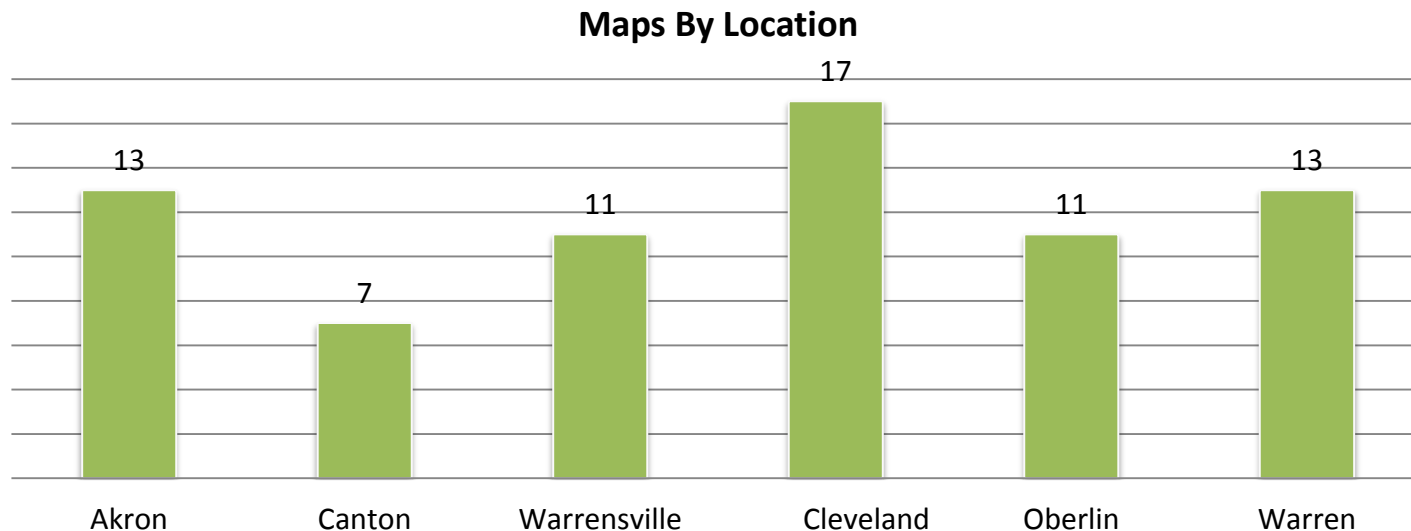 Maps By Location
17
13
13
11
11
7
Akron
Canton
Warrensville
Cleveland
Oberlin
Warren